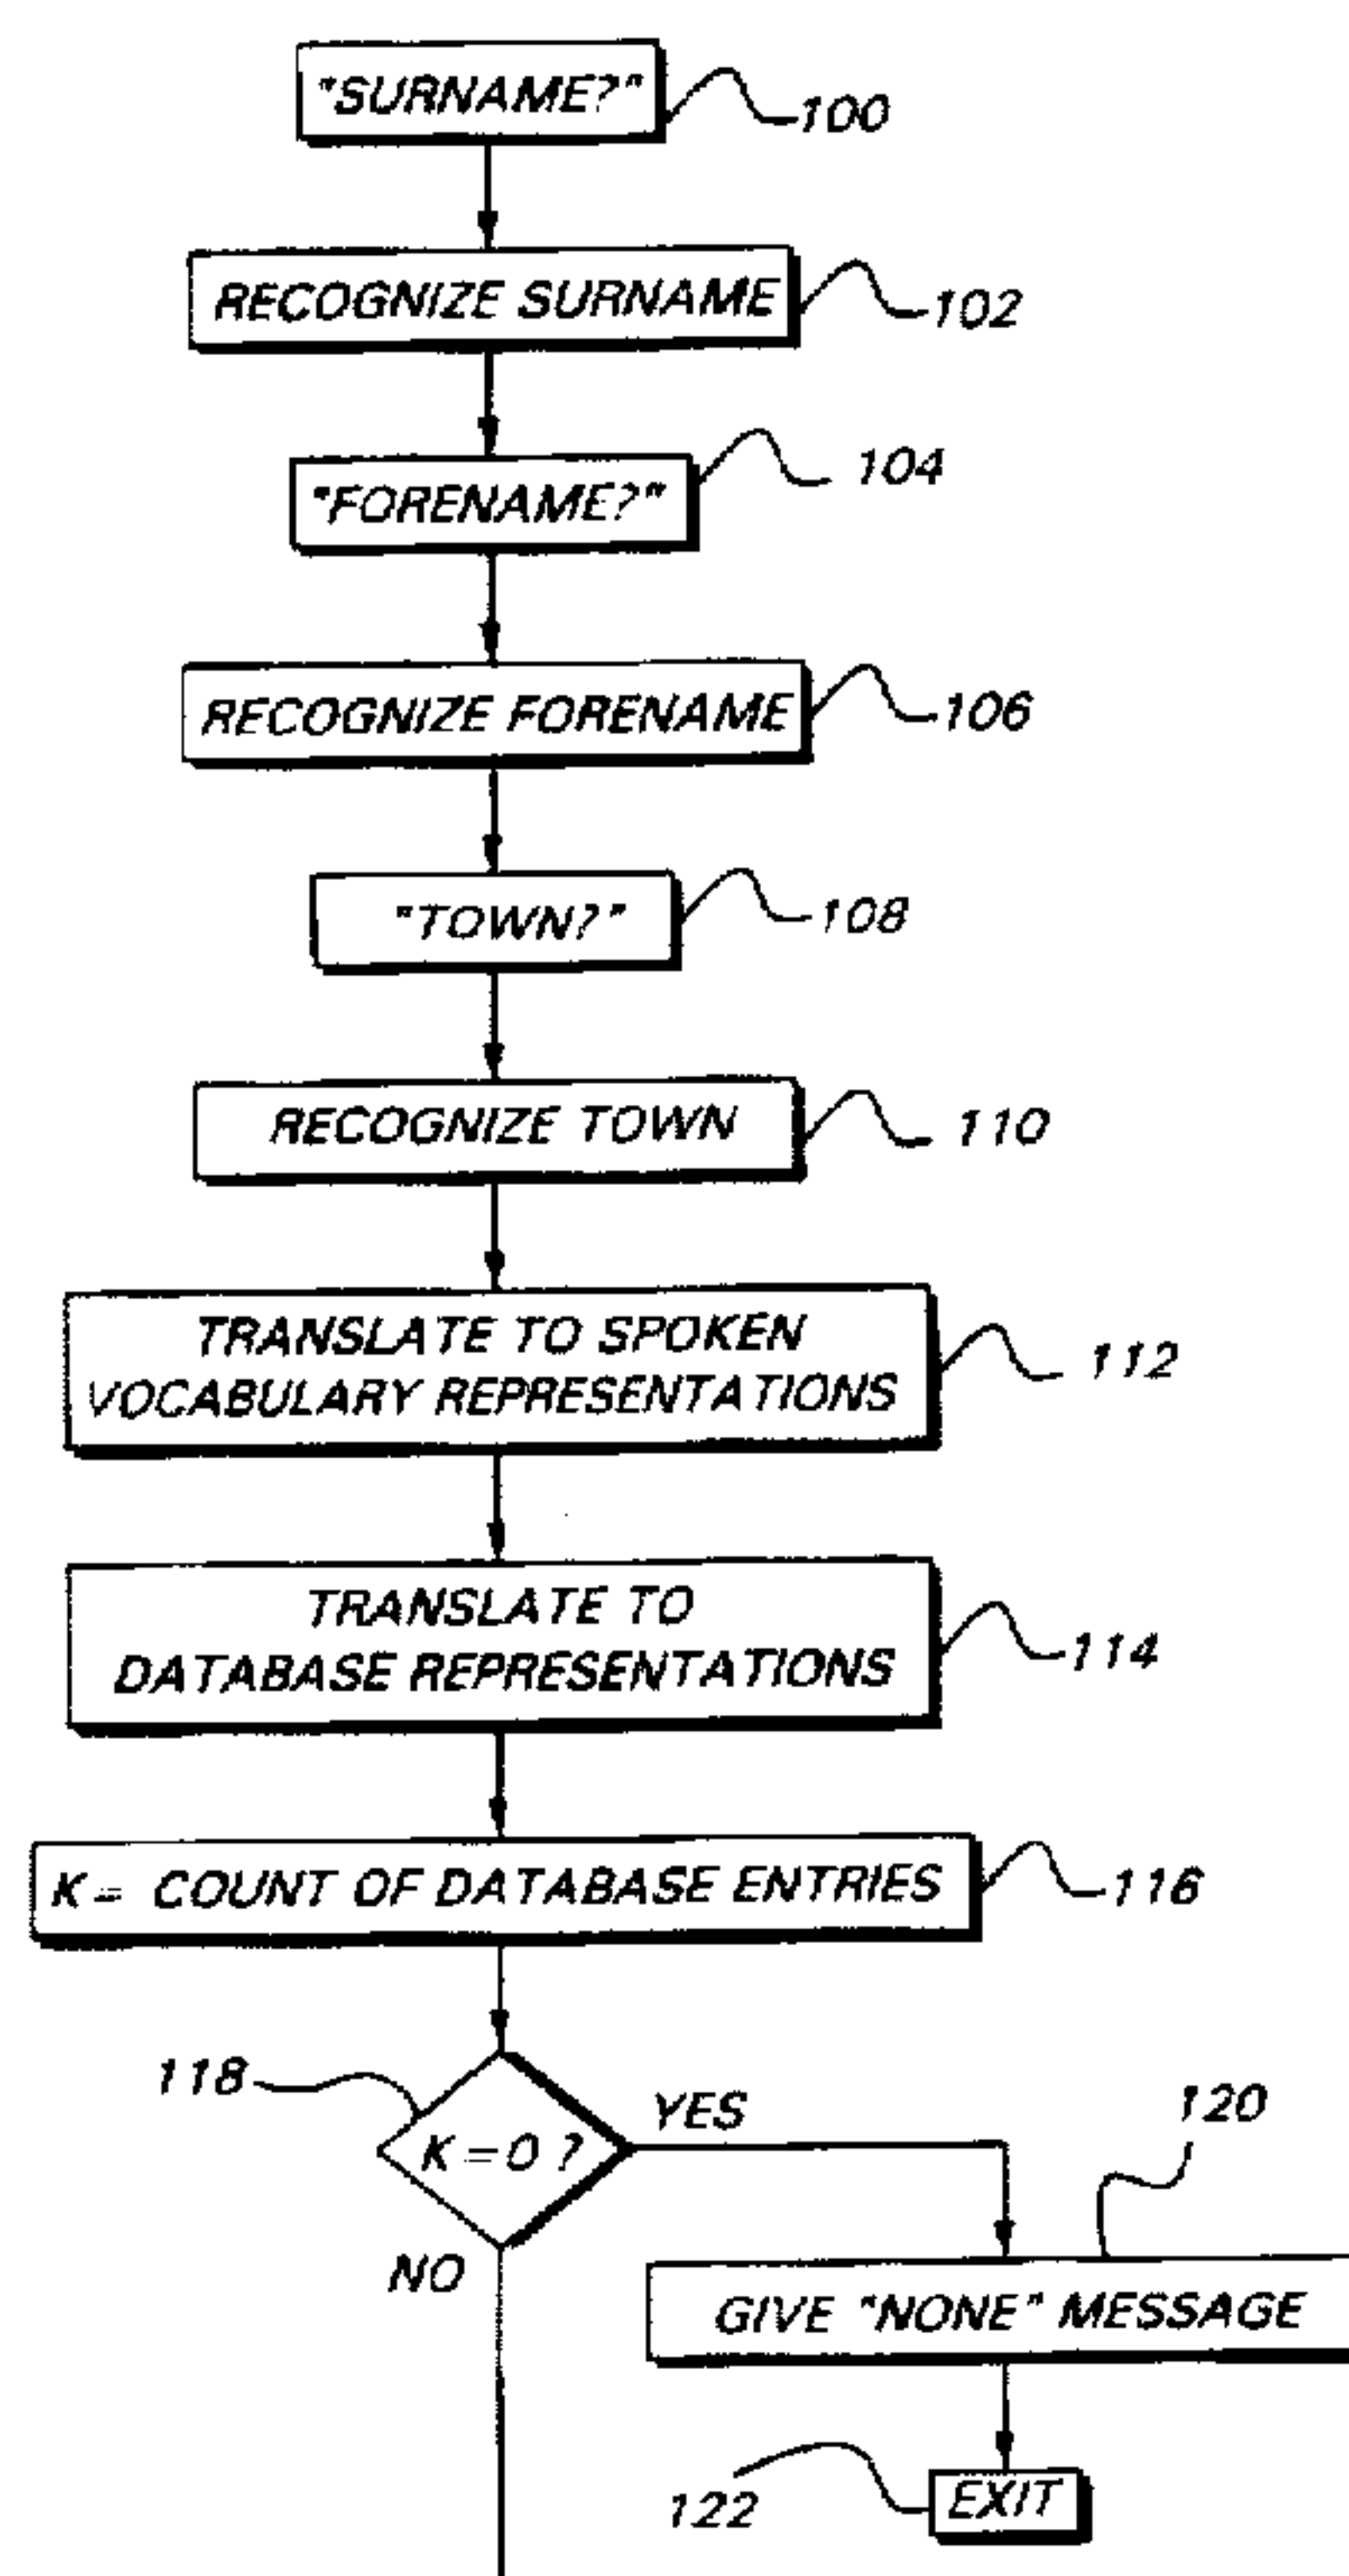 "SURNAME?"
100
RECOGNIZE SURNAME
102
"FORENAME?"
104
RECOGNIZE FORENAME
106
"TOWN?"
108
RECOGNIZE TOWN
110
TRANSLATE TO SPOKEN
VOCABULARY REPRESENTATIONS
112
TRANSLATE TO
DATABASE REPRESENTATIONS
114
K = COUNT OF DATABASE ENTRIES
116
118
K = 0 ?
YES
NO
120
GIVE "NONE" MESSAGE
122
EXIT